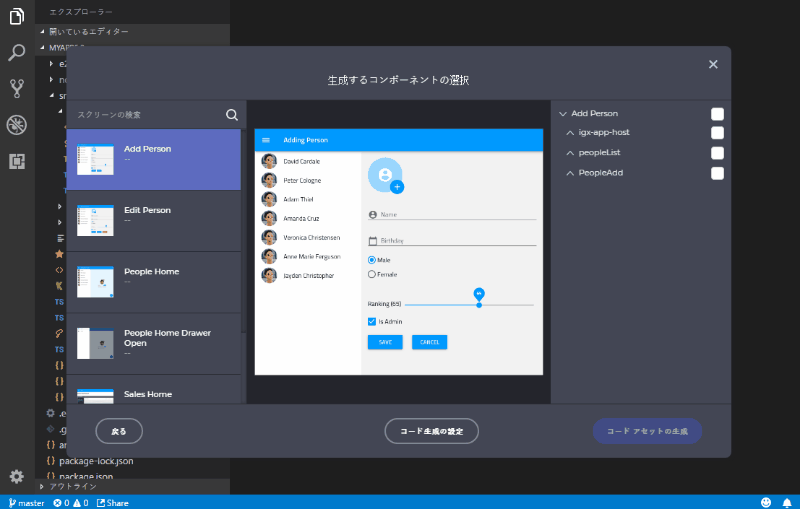 エクスプローラー
開いているエディター
生成するコンポーネントの選択
スクリーンの検索
Add Person
--
Edit Person
--
People Home
--
People Home Drawer
Open
--
Sales Home
Adding Person
David Cardale
Peter Cologne
Adam Thiel
Amanda Cruz
Veronica Christensen
Anne Marie Ferguson
Jayden Christopher
Name
Birthday
Male
Female
Ranking (65)
Is Admin
SAVE
CANCEL
Add Person
igx-app-host
peopleList
PeopleAdd
戻る
コード生成の設定
コード アセットの生成
package-lock.json
package.json
アウトライン
master
0
0
Share